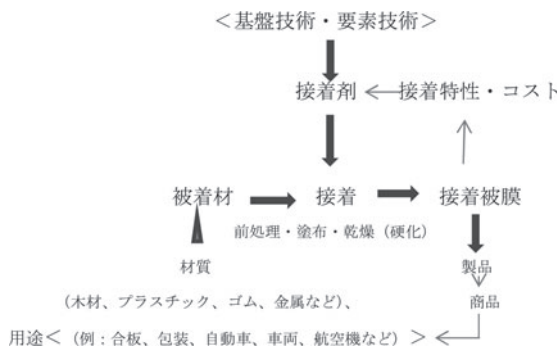 ＜基盤技術・要素技術＞
接着剤 接着特性・コスト
被着材 接着 接着被膜
前処理・塗布・乾燥（硬化）
材質 製品
（木材、プラスチック、ゴム、金属など）、 商品
用途＜（例：合板、包装、自動車、車両、航空機など）＞